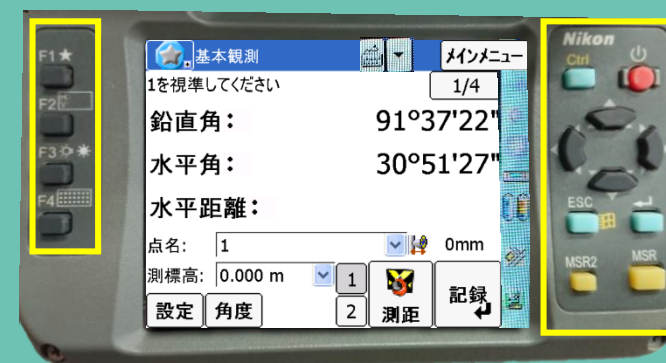 F1★
F2
F3
F4
基本観測
メインメニュー
1を視準してください
1/4
鉛直角：
91°37'22"
水平角：
30°51'27"
水平距離：
点名：
1
0mm
測標高：
0.000 m
1
2
設定
角度
測距
記録
Nikon
Ctrl
ESC
MSR2
MSR